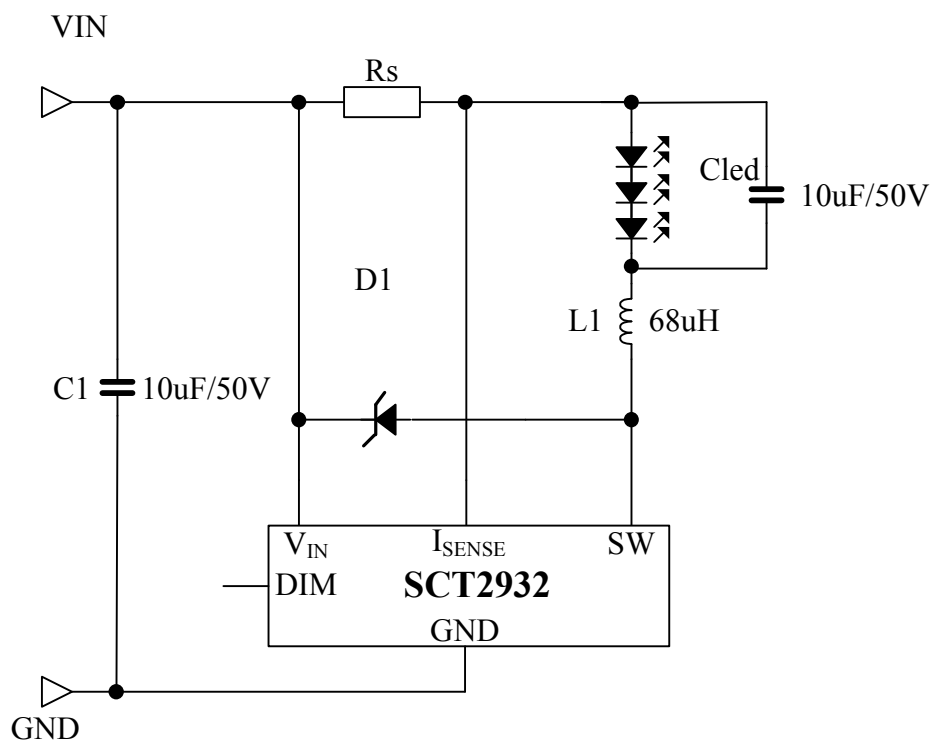 VIN
Rs
Cled
10uF/50V
D1
L1 68uH
C1 10uF/50V
VIN ISENSE SW
DIM SCT2932
GND
GND